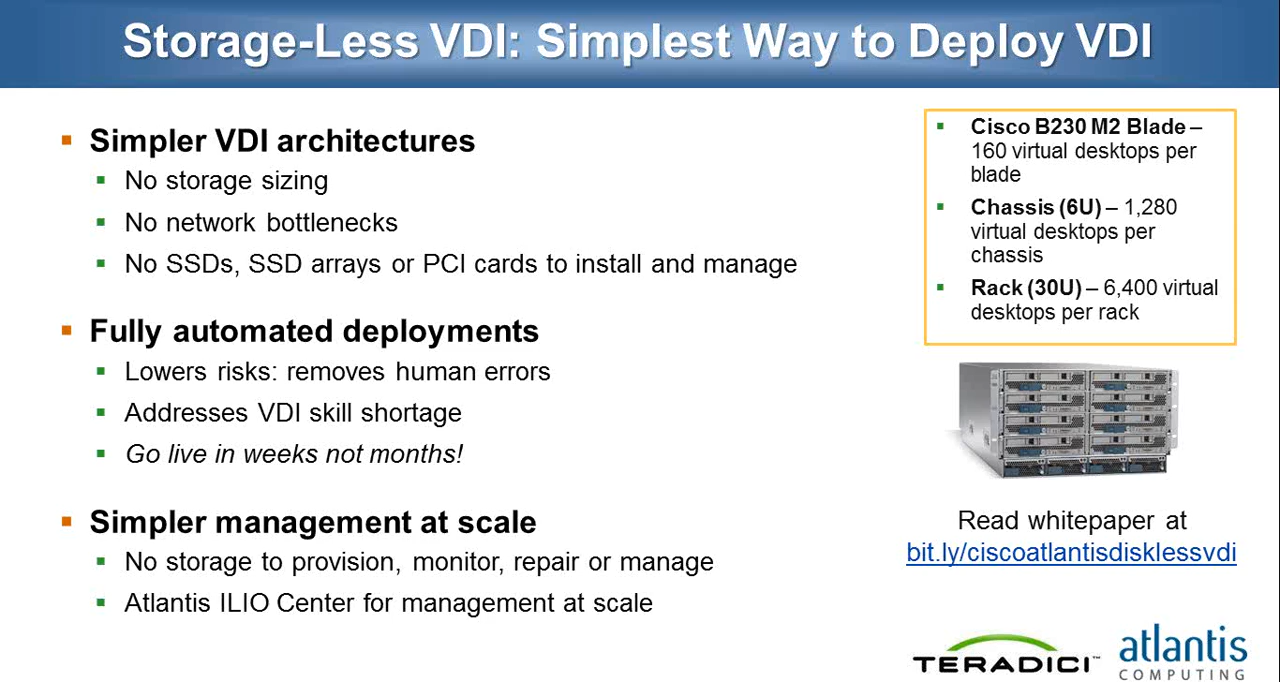 Storage-Less VDI: Simplest Way to Deploy VDI
Simpler VDI architectures
No storage sizing
No network bottlenecks
No SSDs, SSD arrays or PCI cards to install and manage
Fully automated deployments
Lowers risks: removes human errors
Addresses VDI skill shortage
Go live in weeks not months!
Simpler management at scale
No storage to provision, monitor, repair or manage
Atlantis ILIO Center for management at scale
Cisco B230 M2 Blade –
160 virtual desktops per
blade
Chassis (6U) – 1,280
virtual desktops per
chassis
Rack (30U) – 6,400 virtual
desktops per rack
Read whitepaper at
bit.ly/ciscoatlantisdisklessvdi
TERADICI™
atlantis
COMPUTING